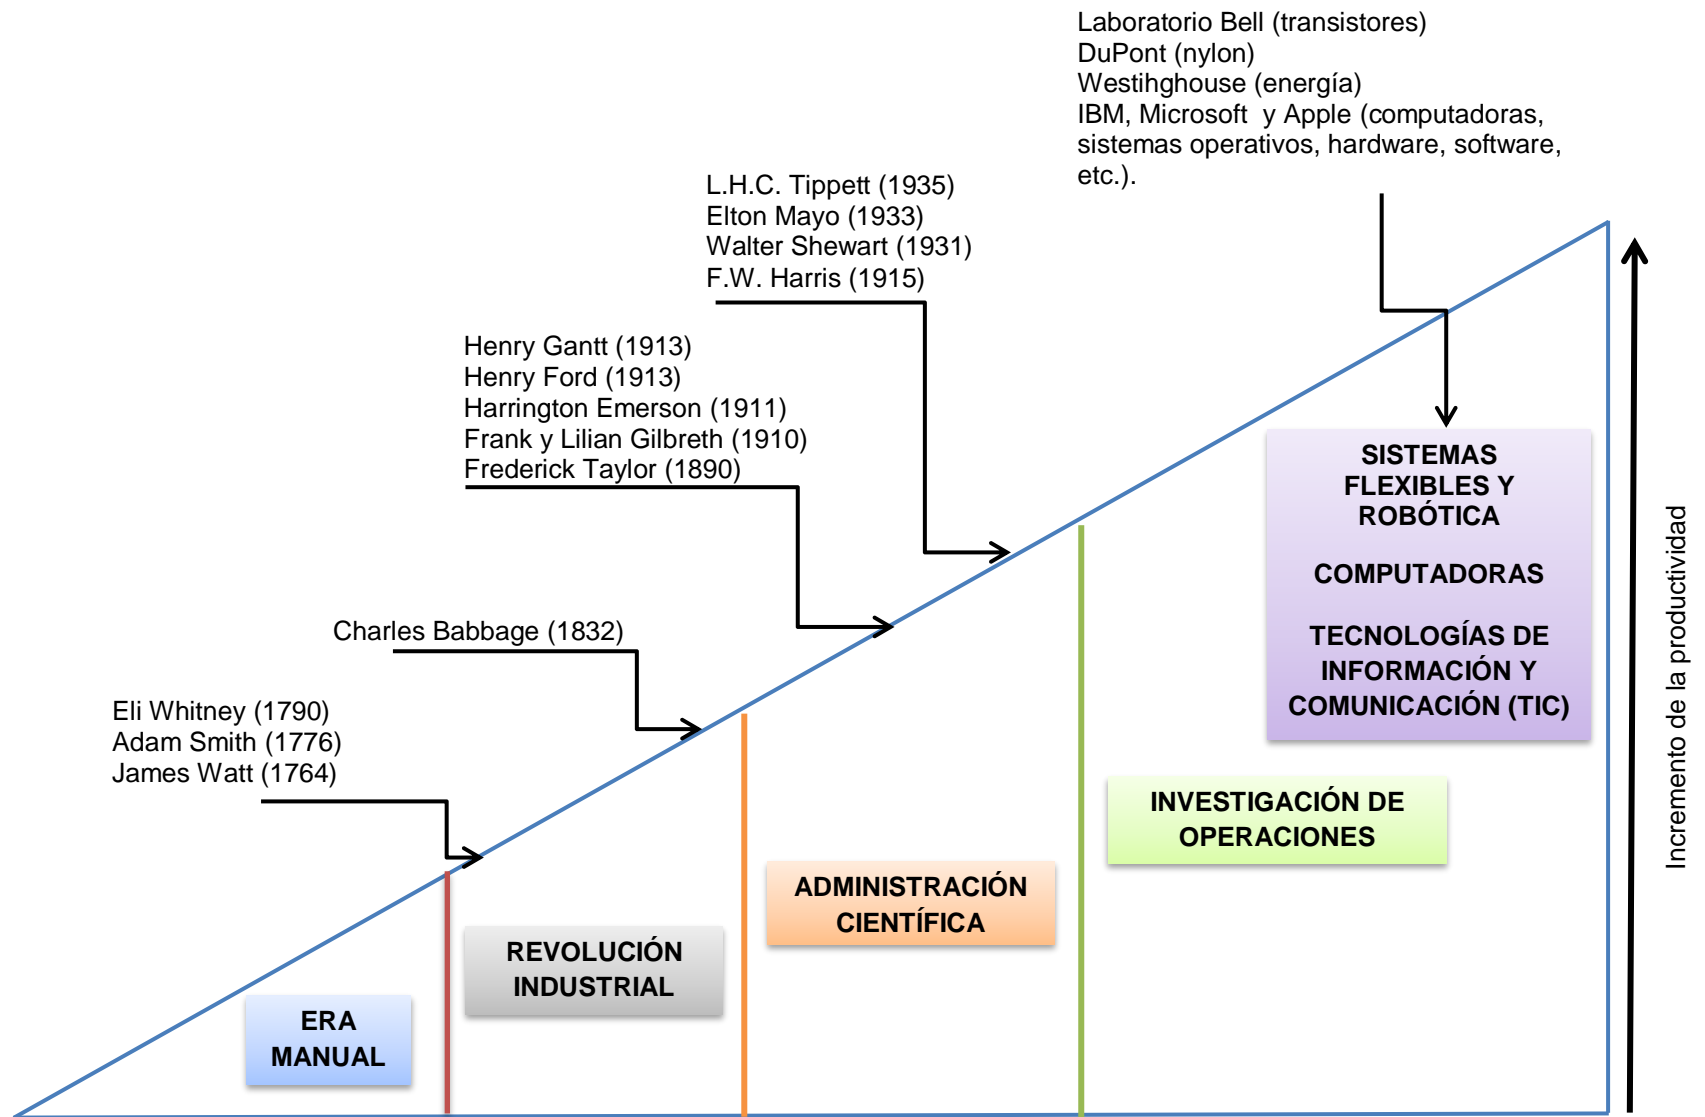 Laboratorio Bell (transistores)
DuPont (nylon)
Westihghouse (energía)
IBM, Microsoft y Apple (computadoras,
sistemas operativos, hardware, software,
etc.).
L.H.C. Tippett (1935)
Elton Mayo (1933)
Walter Shewart (1931)
F.W. Harris (1915)
Henry Gantt (1913)
Henry Ford (1913)
Harrington Emerson (1911)
Frank y Lilian Gilbreth (1910)
Frederick Taylor (1890)
Charles Babbage (1832)
Eli Whitney (1790)
Adam Smith (1776)
James Watt (1764)
ERA
MANUAL
REVOLUCIÓN
INDUSTRIAL
ADMINISTRACIÓN
CIENTÍFICA
INVESTIGACIÓN DE
OPERACIONES
SISTEMAS
FLEXIBLES Y
ROBÓTICA
COMPUTADORAS
TECNOLOGÍAS DE
INFORMACIÓN Y
COMUNICACIÓN (TIC)
Incremento de la productividad